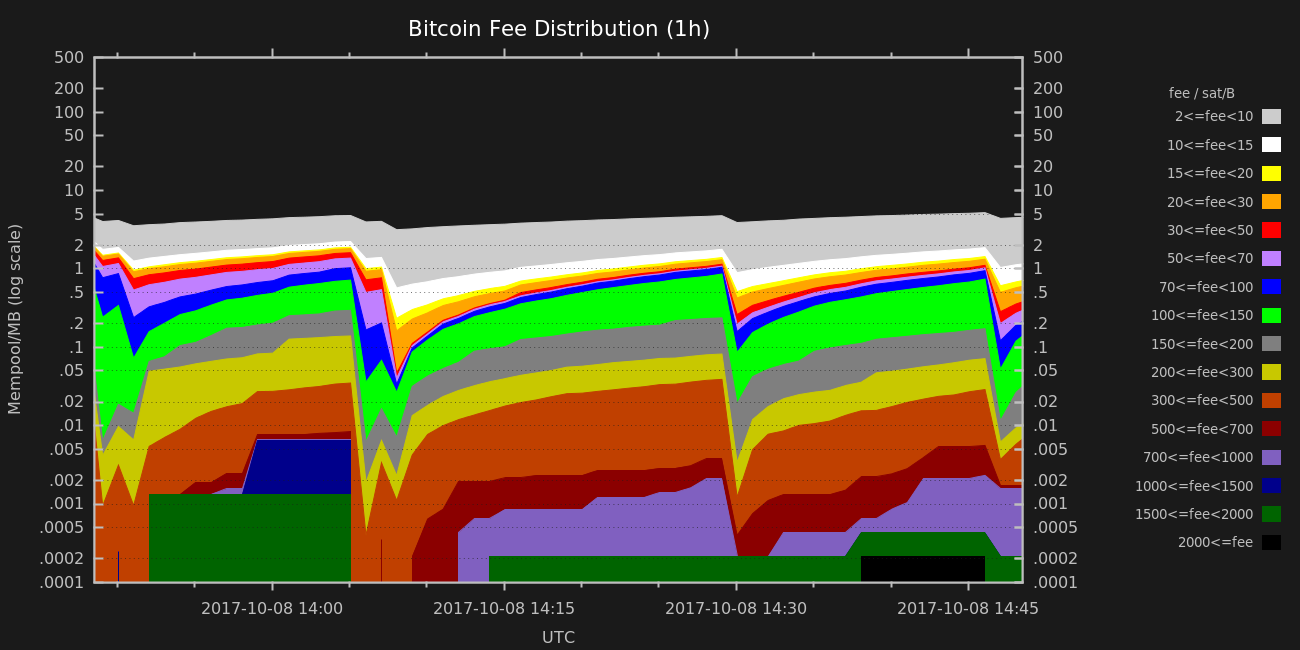 Bitcoin Fee Distribution (1h)
Mempool/MB (log scale)
500
200
100
50
20
10
5
2
1
.5
.2
.1
.05
.02
.01
.005
.002
.001
.0005
.0002
.0001
500
200
100
50
20
10
5
2
1
.5
.2
.1
.05
.02
.01
.005
.002
.001
.0005
.0002
.0001
2017-10-08 14:00
2017-10-08 14:15
2017-10-08 14:30
2017-10-08 14:45
UTC
fee / sat/B
2<=fee<10
10<=fee<15
15<=fee<20
20<=fee<30
30<=fee<50
50<=fee<70
70<=fee<100
100<=fee<150
150<=fee<200
200<=fee<300
300<=fee<500
500<=fee<700
700<=fee<1000
1000<=fee<1500
1500<=fee<2000
2000<=fee